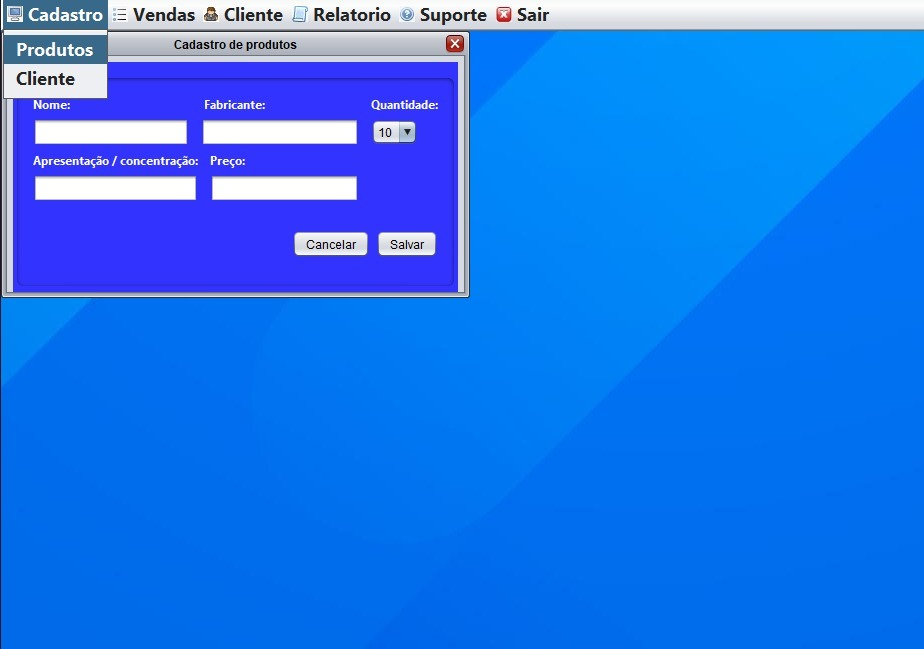 Cadastro Vendas Cliente Relatorio Suporte Sair
Produtos
Cliente
Cadastro de produtos
Nome: Fabricante: Quantidade:
10
Apresentação / concentração: Preço:
Cancelar Salvar